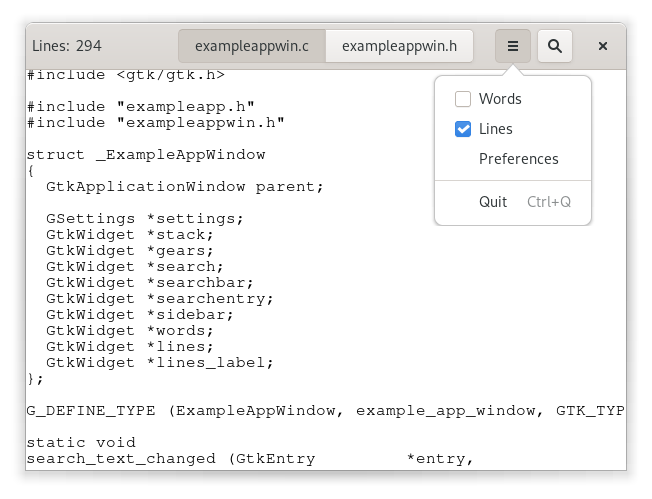 Lines: 294 exampleappwin.c exampleappwin.h
#include <gtk/gtk.h>
#include "exampleapp.h"
#include "exampleappwin.h"
struct _ExampleAppWindow
{
  GtkApplicationWindow parent;
  GSettings *settings;
  GtkWidget *stack;
  GtkWidget *gears;
  GtkWidget *search;
  GtkWidget *searchbar;
  GtkWidget *searchentry;
  GtkWidget *sidebar;
  GtkWidget *words;
  GtkWidget *lines;
  GtkWidget *lines_label;
};
G_DEFINE_TYPE (ExampleAppWindow, example_app_window, GTK_TYP
static void
search_text_changed (GtkEntry         *entry,
Words
Lines
Preferences
Quit Ctrl+Q